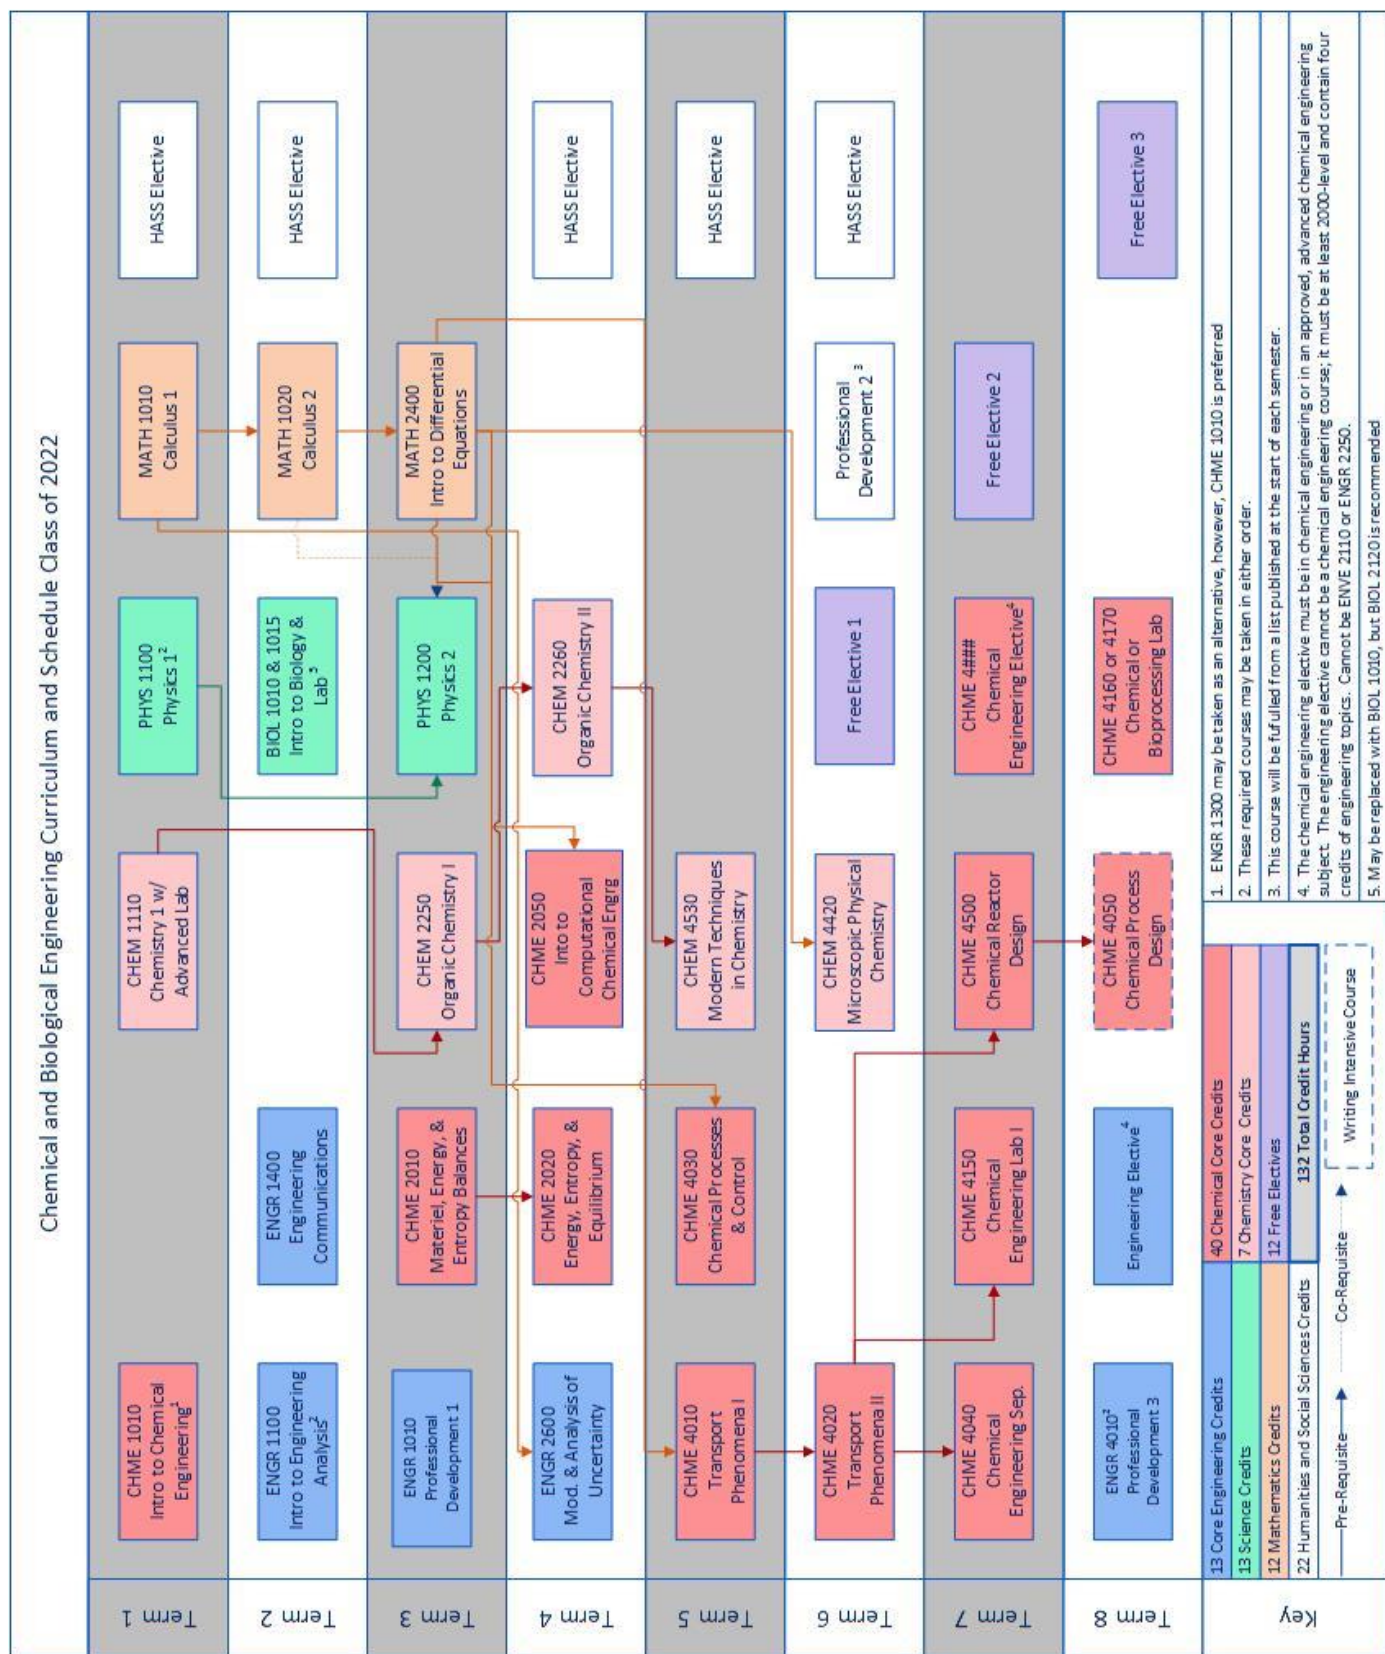 Chemical and Biological Engineering Curriculum and Schedule Class of 2022
Term 1
CHME 1010
Intro to Chemical
Engineering¹
CHEM 1110
Chemistry 1 w/
Advanced Lab
PHYS 1100
Physics 1²
MATH 1010
Calculus 1
HASS Elective
Term 2
ENGR 1100
Intro to Engineering
Analysis²
ENGR 1400
Engineering
Communications
BIOL 1010 & 1015
Intro to Biology &
Lab⁵
MATH 1020
Calculus 2
HASS Elective
Term 3
ENGR 1010
Professional
Development 1
CHME 2010
Materiel, Energy, &
Entropy Balances
CHEM 2250
Organic Chemistry I
PHYS 1200
Physics 2
MATH 2400
Intro to Differential
Equations
Term 4
ENGR 2600
Mod. & Analysis of
Uncertainty
CHME 2020
Energy, Entropy, &
Equilibrium
CHME 2050
Into to
Computational
Chemical Engrg
CHEM 2260
Organic Chemistry II
HASS Elective
Term 5
CHME 4010
Transport
Phenomena I
CHME 4030
Chemical Processes
& Control
CHEM 4530
Modern Techniques
in Chemistry
HASS Elective
Term 6
CHME 4020
Transport
Phenomena II
CHEM 4420
Microscopic Physical
Chemistry
Free Elective 1
Professional
Development 2 ³
HASS Elective
Term 7
CHME 4040
Chemical
Engineering Sep.
CHME 4150
Chemical
Engineering Lab I
CHME 4500
Chemical Reactor
Design
CHME 4###
Chemical
Engineering Elective⁴
Free Elective 2
Term 8
ENGR 4010²
Professional
Development 3
Engineering Elective⁴
CHME 4050
Chemical Process
Design
CHME 4160 or 4170
Chemical or
Bioprocessing Lab
Free Elective 3
Key
13 Core Engineering Credits
40 Chemical Core Credits
13 Science Credits
7 Chemistry Core Credits
12 Mathematics Credits
12 Free Electives
22 Humanities and Social Sciences Credits
132 Total Credit Hours
Pre-Requisite
Co-Requisite
Writing Intensive Course
1. ENGR 1300 may be taken as an alternative, however, CHME 1010 is preferred
2. These required courses may be taken in either order.
3. This course will be fulfilled from a list published at the start of each semester.
4. The chemical engineering elective must be in chemical engineering or in an approved, advanced chemical engineering
subject. The engineering elective cannot be a chemical engineering course; it must be at least 2000-level and contain four
credits of engineering topics. Cannot be ENVE 2110 or ENGR 2250.
5. May be replaced with BIOL 1010, but BIOL 2120 is recommended